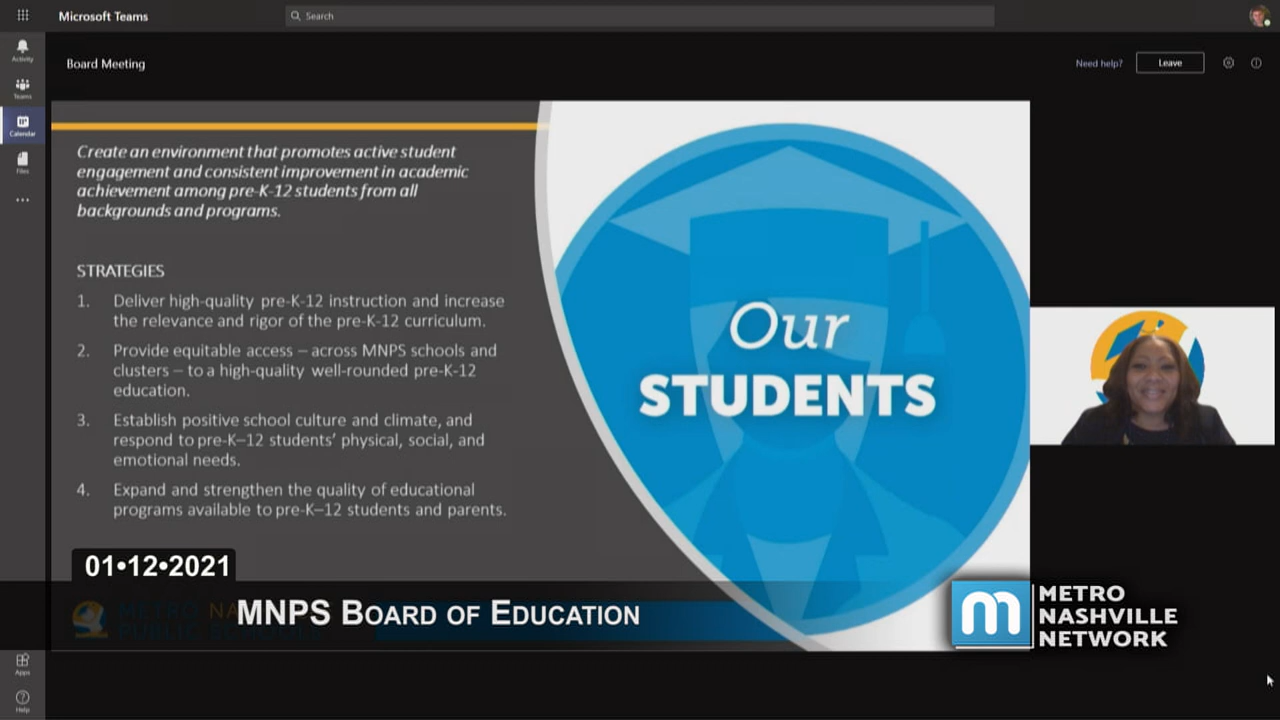 Microsoft Teams
Search
Activity
Board Meeting
Need help?
Leave
Teams
Calendar
Files
Create an environment that promotes active student
engagement and consistent improvement in academic
achievement among pre-K-12 students from all
backgrounds and programs.
STRATEGIES
1. Deliver high-quality pre-K-12 instruction and increase
the relevance and rigor of the pre-K-12 curriculum.
2. Provide equitable access – across MNPS schools and
clusters – to a high-quality well-rounded pre-K-12
education.
3. Establish positive school culture and climate, and
respond to pre-K–12 students’ physical, social, and
emotional needs.
4. Expand and strengthen the quality of educational
programs available to pre-K–12 students and parents.
Our
STUDENTS
01•12•2021
MNPS BOARD OF EDUCATION
m
METRO
NASHVILLE
NETWORK
METRO NA
PUBLIC SCHOOLS
Apps
Help